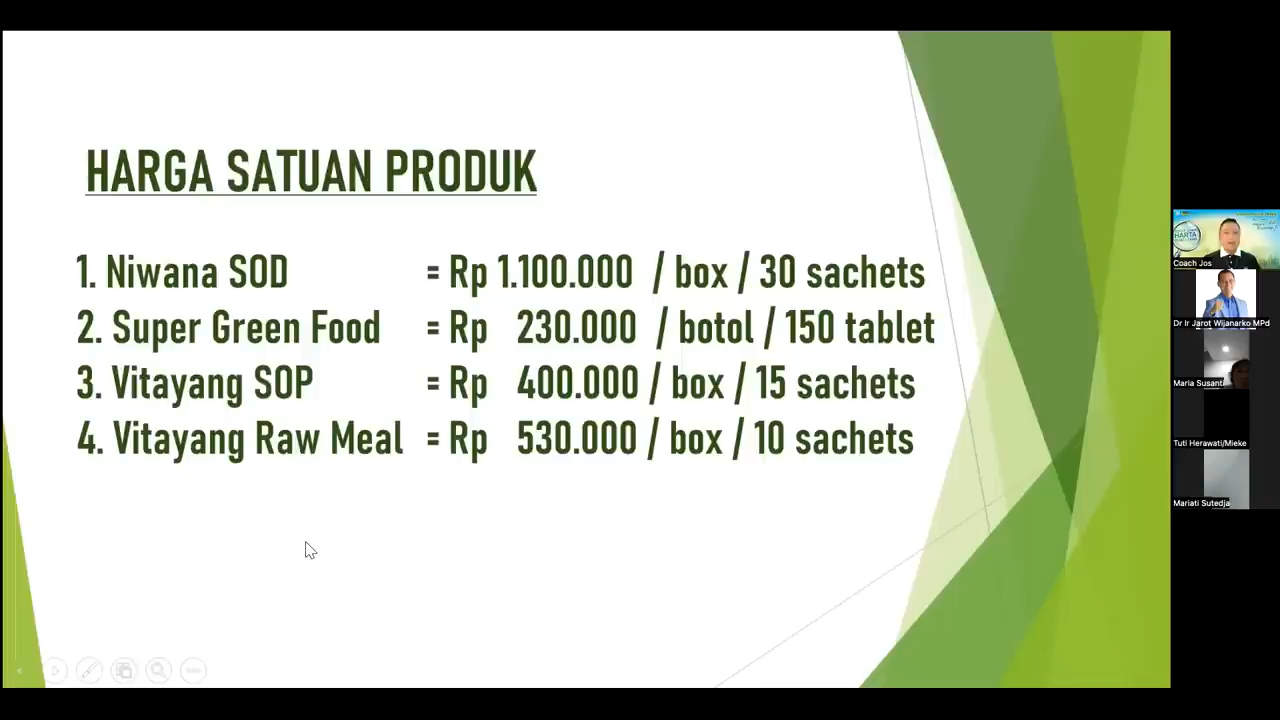 HARGA SATUAN PRODUK
1. Niwana SOD = Rp 1.100.000 / box / 30 sachets
2. Super Green Food = Rp 230.000 / botol / 150 tablet
3. Vitayang SOP = Rp 400.000 / box / 15 sachets
4. Vitayang Raw Meal = Rp 530.000 / box / 10 sachets
HARTA
Coach Jos
Dr Ir Jarot Wijanarko MPd
Maria Susanti
Tuti Herawati/Mieke
Mariati Sutedja